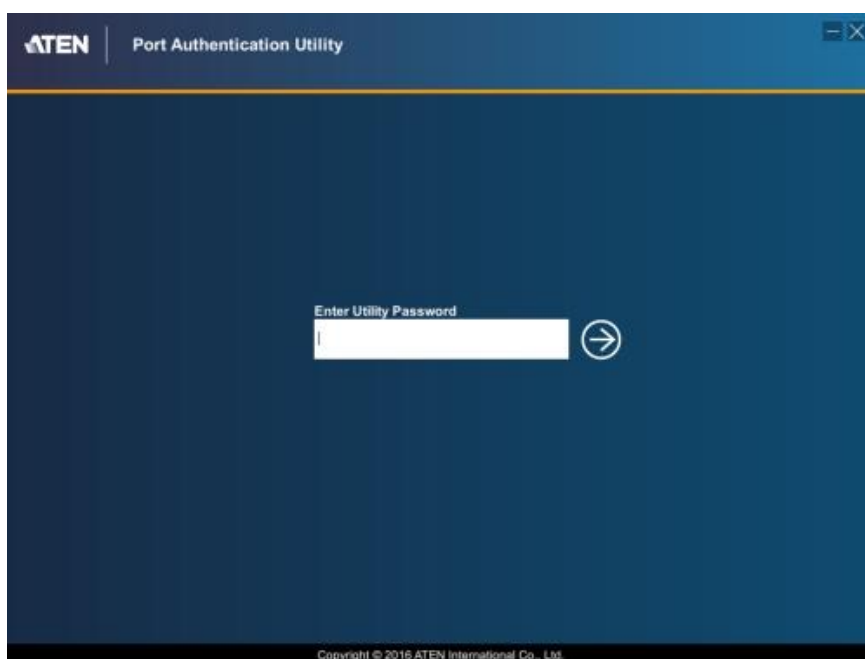 ATEN
Port Authentication Utility
Enter Utility Password
Copyright © 2016 ATEN International Co., Ltd.